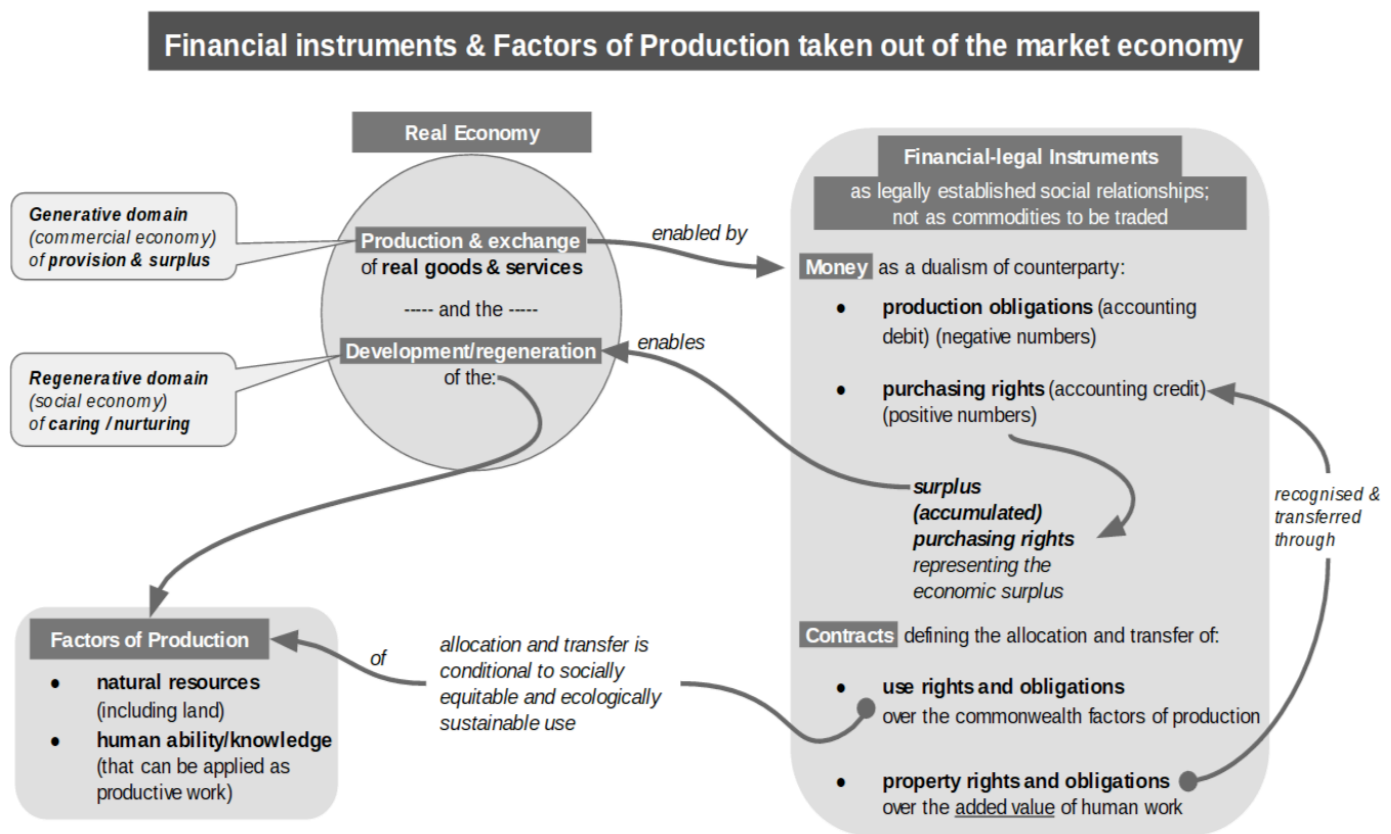 Financial instruments & Factors of Production taken out of the market economy
Real Economy
Generative domain
(commercial economy)
of provision & surplus
Production & exchange
of real goods & services
----- and the -----
Development/regeneration
of the:
Regenerative domain
(social economy)
of caring / nurturing
enabled by
enables
Financial-legal Instruments
as legally established social relationships;
not as commodities to be traded
Money as a dualism of counterparty:
● production obligations (accounting
debit) (negative numbers)
● purchasing rights (accounting credit)
(positive numbers)
surplus
(accumulated)
purchasing rights
representing the
economic surplus
recognised &
transferred
through
Contracts defining the allocation and transfer of:
● use rights and obligations
over the commonwealth factors of production
● property rights and obligations
over the added value of human work
allocation and transfer is
conditional to socially
equitable and ecologically
sustainable use
of
Factors of Production
● natural resources
(including land)
● human ability/knowledge
(that can be applied as
productive work)